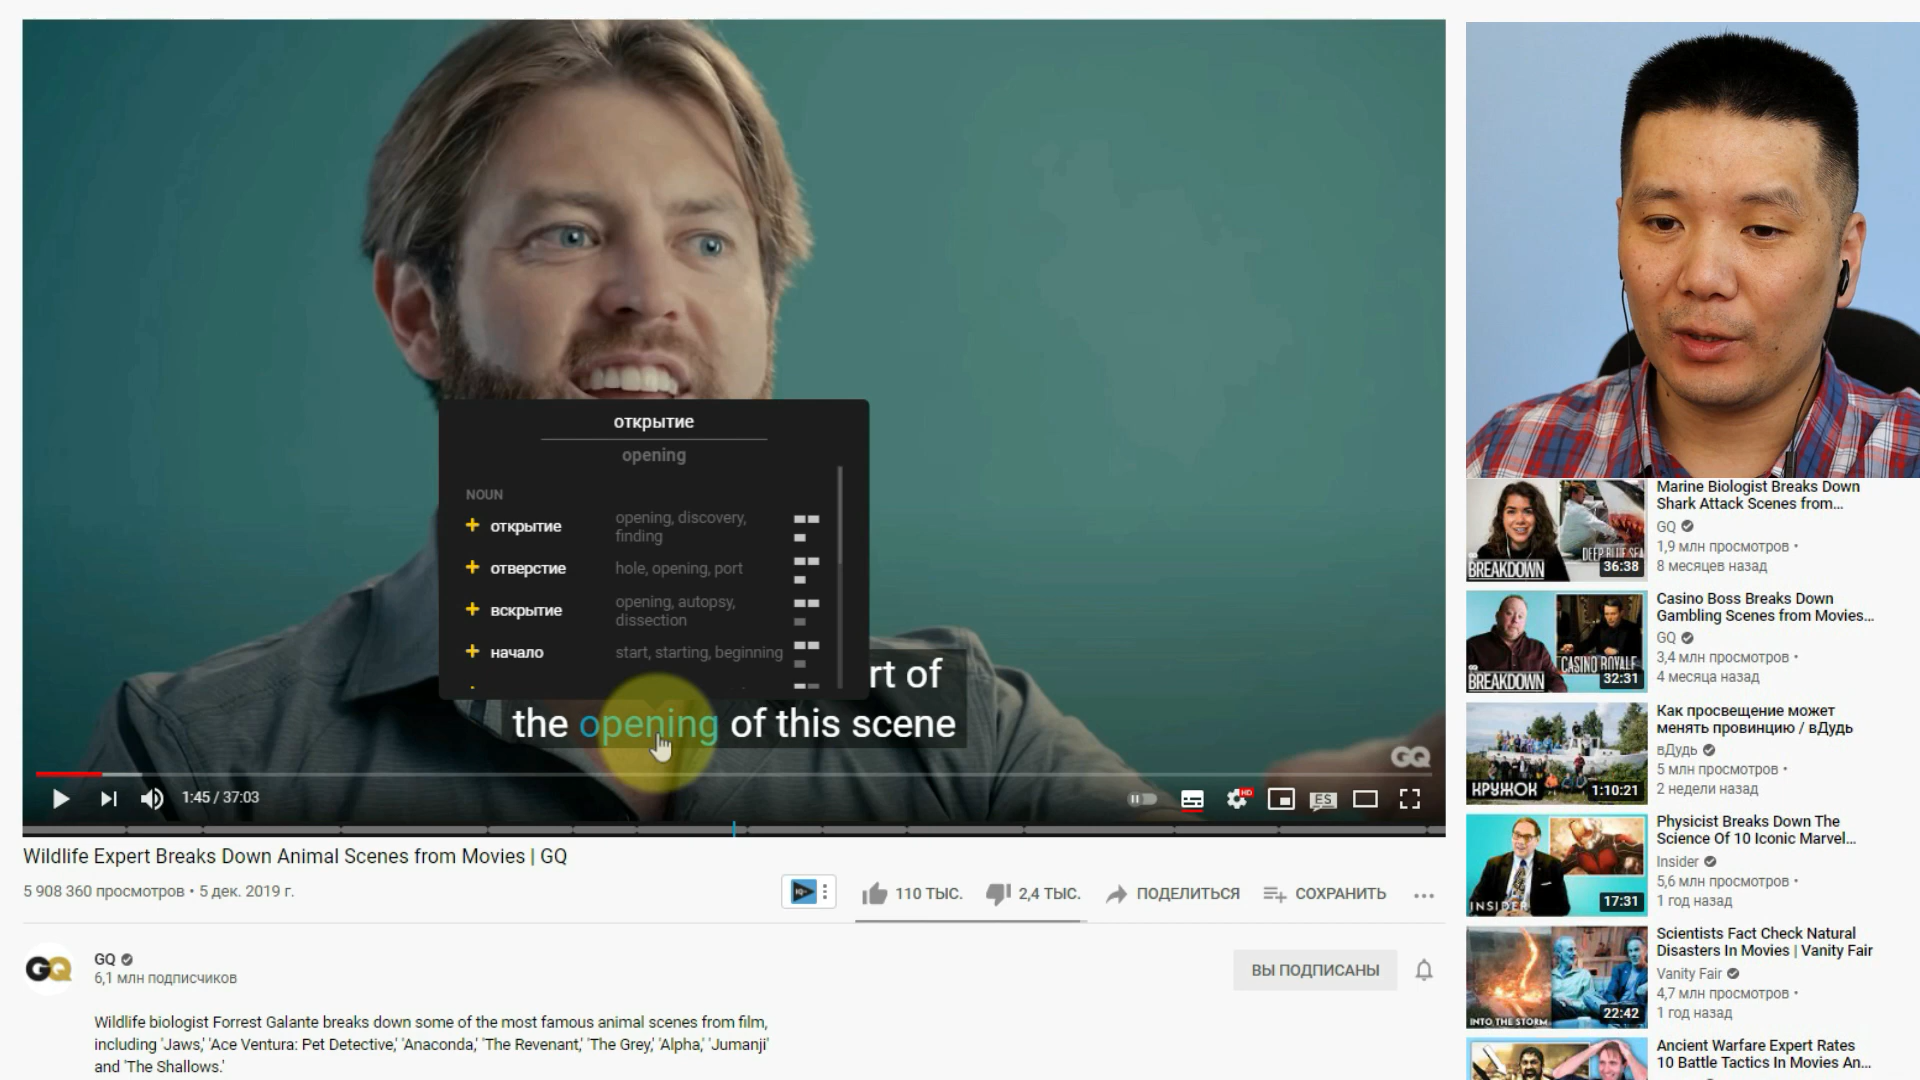 открытие
opening
NOUN
открытие opening, discovery,
finding
отверстие hole, opening, port
вскрытие opening, autopsy,
dissection
начало start, starting, beginning
rt of
the opening of this scene
GQ
1:45 / 37:03
HD
ES
Wildlife Expert Breaks Down Animal Scenes from Movies | GQ
5 908 360 просмотров • 5 дек. 2019 г.
110 ТЫС.
2,4 ТЫС.
ПОДЕЛИТЬСЯ
СОХРАНИТЬ
GQ
GQ
6,1 млн подписчиков
ВЫ ПОДПИСАНЫ
Wildlife biologist Forrest Galante breaks down some of the most famous animal scenes from film,
including 'Jaws,' 'Ace Ventura: Pet Detective,' 'Anaconda,' 'The Revenant,' 'The Grey,' 'Alpha,' 'Jumanji'
and 'The Shallows.'
DEEP BLUE SEA
BREAKDOWN
36:38
Marine Biologist Breaks Down
Shark Attack Scenes from...
GQ
1,9 млн просмотров •
8 месяцев назад
CASINO ROYALE
BREAKDOWN
32:31
Casino Boss Breaks Down
Gambling Scenes from Movies...
GQ
3,4 млн просмотров •
4 месяца назад
КРУЖОК
1:10:21
Как просвещение может
менять провинцию / вДудь
вДудь
5 млн просмотров •
2 недели назад
INSIDER
17:31
Physicist Breaks Down The
Science Of 10 Iconic Marvel...
Insider
5,6 млн просмотров •
1 год назад
INTO THE STORM
22:42
Scientists Fact Check Natural
Disasters In Movies | Vanity Fair
Vanity Fair
4,7 млн просмотров •
1 год назад
Ancient Warfare Expert Rates
10 Battle Tactics In Movies An...